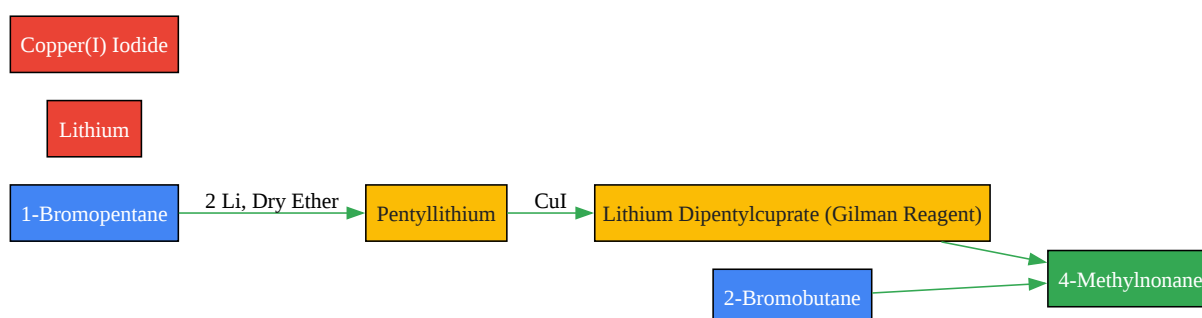 Copper(I) Iodide
Lithium
1-Bromopentane
2 Li, Dry Ether
Pentyllithium
CuI
Lithium Dipentylcuprate (Gilman Reagent)
2-Bromobutane
4-Methylnonane